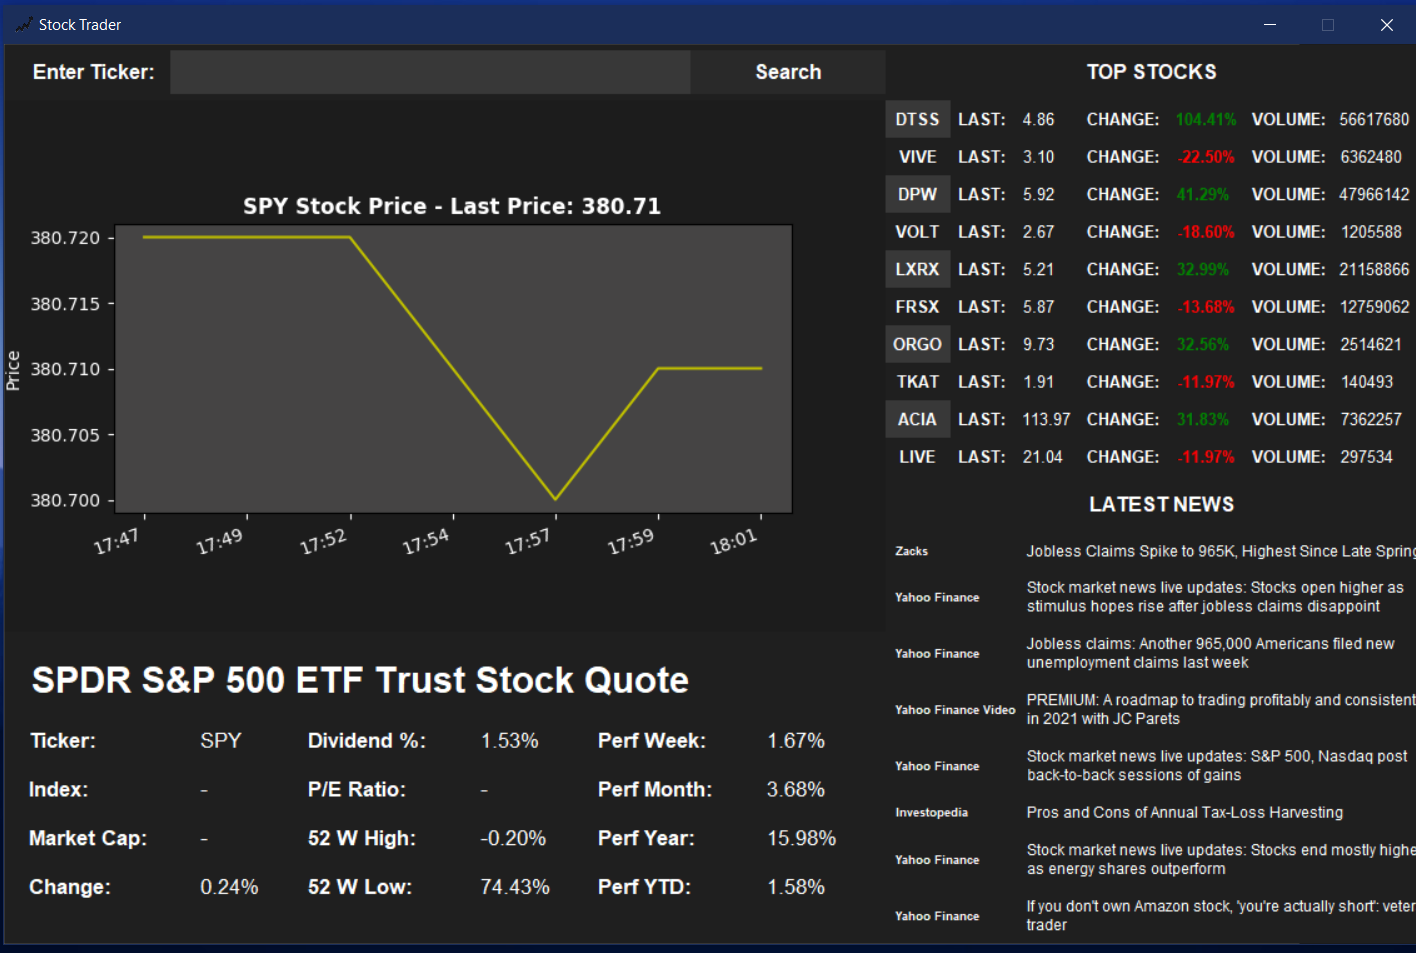 Stock Trader
Enter Ticker:
Search
SPY Stock Price - Last Price: 380.71
Price
380.720
380.715
380.710
380.705
380.700
17:47
17:49
17:52
17:54
17:57
17:59
18:01
TOP STOCKS
DTSS LAST: 4.86 CHANGE: 104.41% VOLUME: 56617680
VIVE LAST: 3.10 CHANGE: -22.50% VOLUME: 6362480
DPW LAST: 5.92 CHANGE: 41.29% VOLUME: 47966142
VOLT LAST: 2.67 CHANGE: -18.60% VOLUME: 1205588
LXRX LAST: 5.21 CHANGE: 32.99% VOLUME: 21158866
FRSX LAST: 5.87 CHANGE: -13.68% VOLUME: 12759062
ORGO LAST: 9.73 CHANGE: 32.56% VOLUME: 2514621
TKAT LAST: 1.91 CHANGE: -11.97% VOLUME: 140493
ACIA LAST: 113.97 CHANGE: 31.83% VOLUME: 7362257
LIVE LAST: 21.04 CHANGE: -11.97% VOLUME: 297534
LATEST NEWS
Zacks Jobless Claims Spike to 965K, Highest Since Late Spring
Yahoo Finance Stock market news live updates: Stocks open higher as
stimulus hopes rise after jobless claims disappoint
Yahoo Finance Jobless claims: Another 965,000 Americans filed new
unemployment claims last week
Yahoo Finance Video PREMIUM: A roadmap to trading profitably and consistent
in 2021 with JC Parets
Yahoo Finance Stock market news live updates: S&P 500, Nasdaq post
back-to-back sessions of gains
Investopedia Pros and Cons of Annual Tax-Loss Harvesting
Yahoo Finance Stock market news live updates: Stocks end mostly highe
as energy shares outperform
Yahoo Finance If you don't own Amazon stock, 'you're actually short': veter
trader
SPDR S&P 500 ETF Trust Stock Quote
Ticker: SPY Dividend %: 1.53% Perf Week: 1.67%
Index: - P/E Ratio: - Perf Month: 3.68%
Market Cap: - 52 W High: -0.20% Perf Year: 15.98%
Change: 0.24% 52 W Low: 74.43% Perf YTD: 1.58%